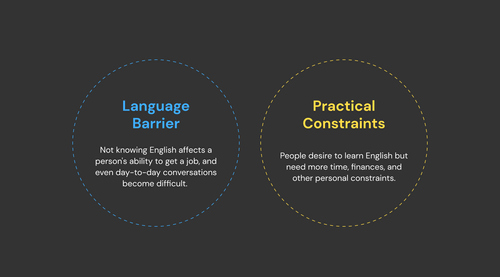 Language
Barrier
Not knowing English affects a
person's ability to get a job, and
even day-to-day conversations
become difficult.
Practical
Constraints
People desire to learn English but
need more time, finances, and
other personal constraints.